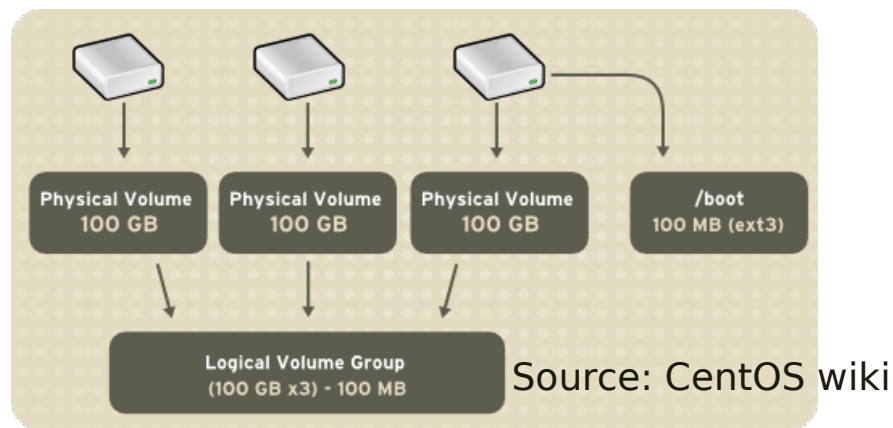 Physical Volume
100 GB
Physical Volume
100 GB
Physical Volume
100 GB
/boot
100 MB (ext3)
Logical Volume Group
(100 GB x3) - 100 MB
Source: CentOS wiki